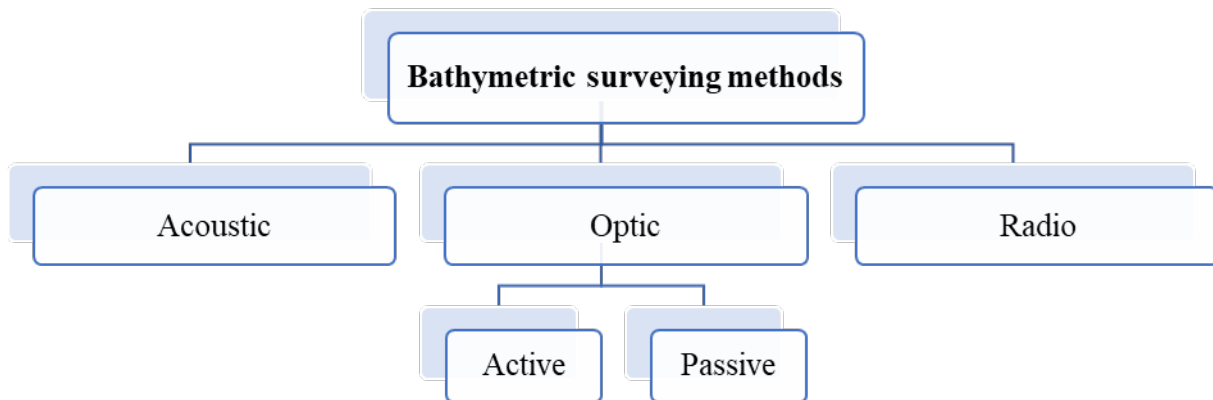 Bathymetric surveying methods
Acoustic
Optic
Radio
Active
Passive